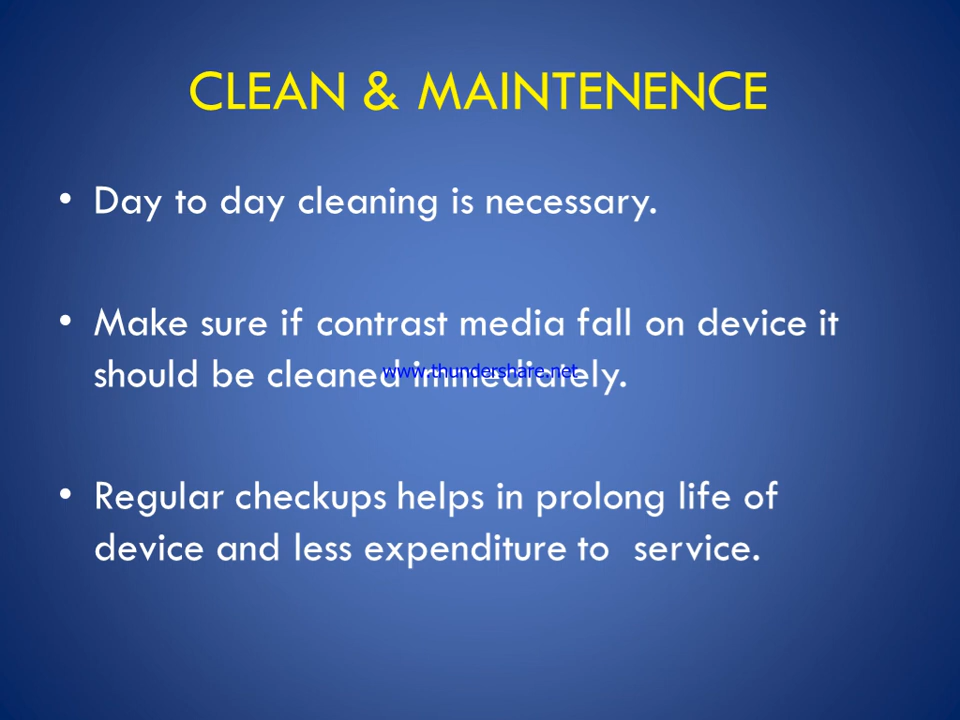 CLEAN & MAINTENENCE
• Day to day cleaning is necessary.
• Make sure if contrast media fall on device it
should be cleaned immediately.
www.thundershare.net
• Regular checkups helps in prolong life of
device and less expenditure to  service.